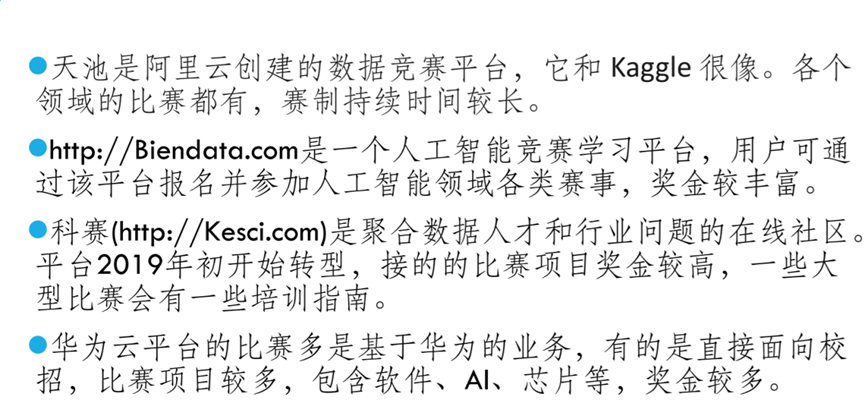 ●天池是阿里云创建的数据竞赛平台，它和 Kaggle 很像。各个
领域的比赛都有，赛制持续时间较长。
●http://Biendata.com是一个人工智能竞赛学习平台，用户可通
过该平台报名并参加人工智能领域各类赛事，奖金较丰富。
●科赛(http://Kesci.com)是聚合数据人才和行业问题的在线社区。
平台2019年初开始转型，接的的比赛项目奖金较高，一些大
型比赛会有一些培训指南。
●华为云平台的比赛多是基于华为的业务，有的是直接面向校
招，比赛项目较多，包含软件、AI、芯片等，奖金较多。